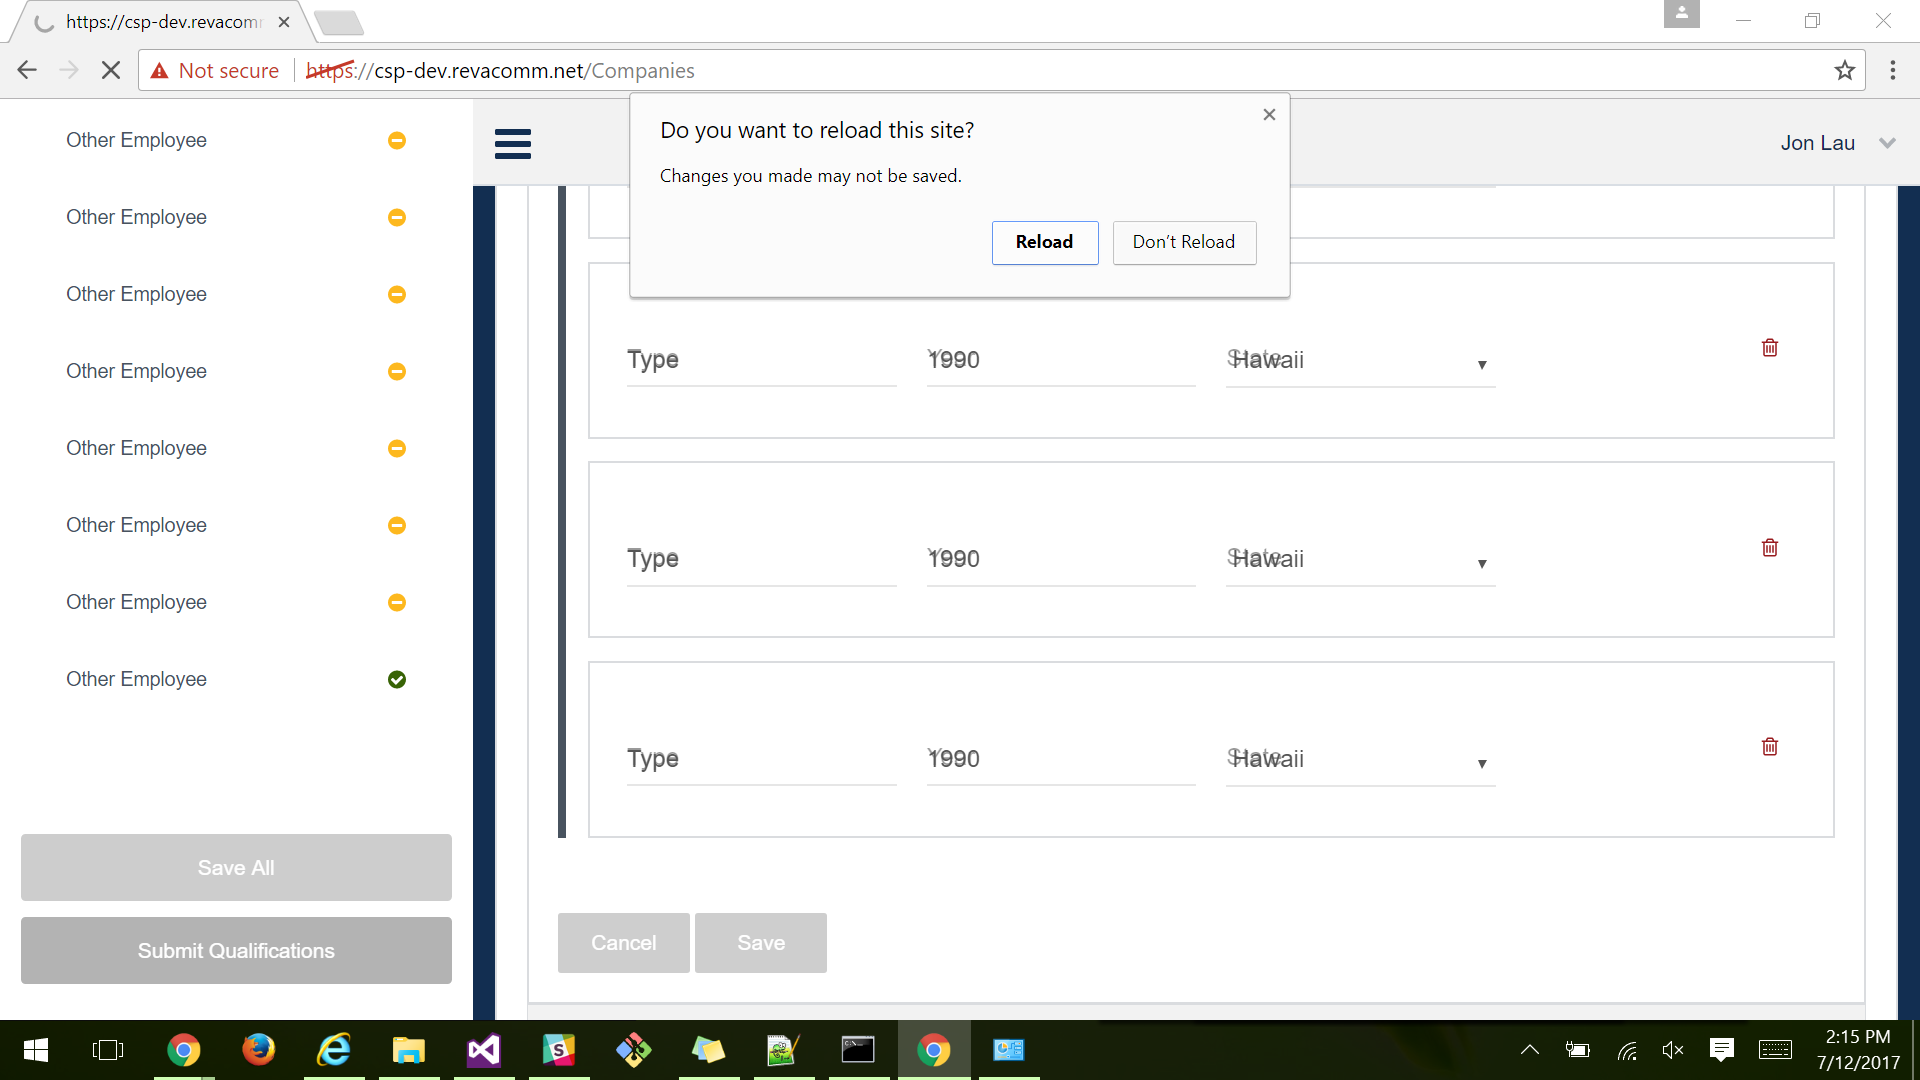 https://csp-dev.revacom
Not secure https://csp-dev.revacomm.net/Companies
Do you want to reload this site?
Changes you made may not be saved.
Reload Don't Reload
Jon Lau
Other Employee
Other Employee
Other Employee
Other Employee
Other Employee
Other Employee
Other Employee
Other Employee
Save All
Submit Qualifications
Type 1990 State Hawaii
Type 1990 State Hawaii
Type 1990 State Hawaii
Cancel Save
2:15 PM
7/12/2017